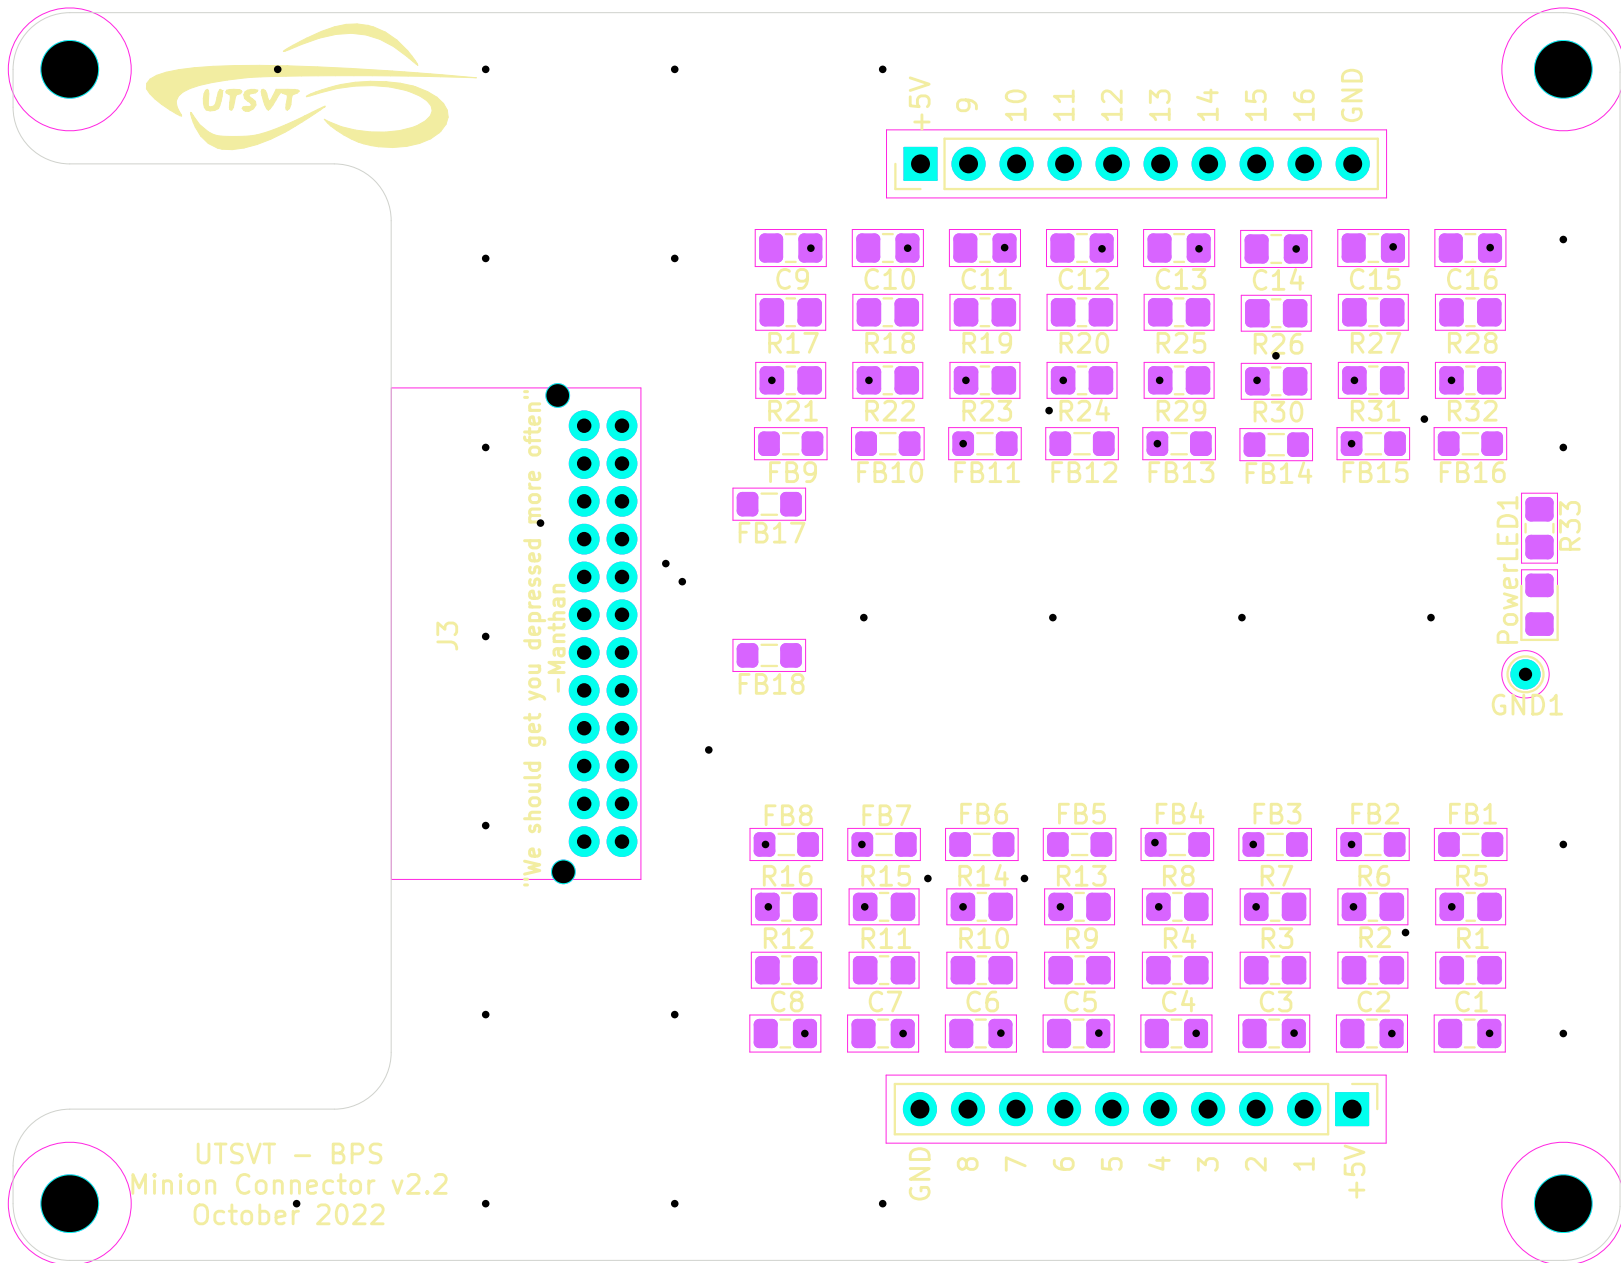 UTSVT
+5V 9 10 11 12 13 14 15 16 GND
C9 C10 C11 C12 C13 C14 C15 C16
R17 R18 R19 R20 R25 R26 R27 R28
R21 R22 R23 R24 R29 R30 R31 R32
FB9 FB10 FB11 FB12 FB13 FB14 FB15 FB16
FB17
R33
PowerLED1
J3
"We should get you depressed more often"
-Manthan
FB18
GND1
FB8 FB7 FB6 FB5 FB4 FB3 FB2 FB1
R16 R15 R14 R13 R8 R7 R6 R5
R12 R11 R10 R9 R4 R3 R2 R1
C8 C7 C6 C5 C4 C3 C2 C1
GND 8 7 6 5 4 3 2 1 +5V
UTSVT - BPS
Minion Connector v2.2
October 2022